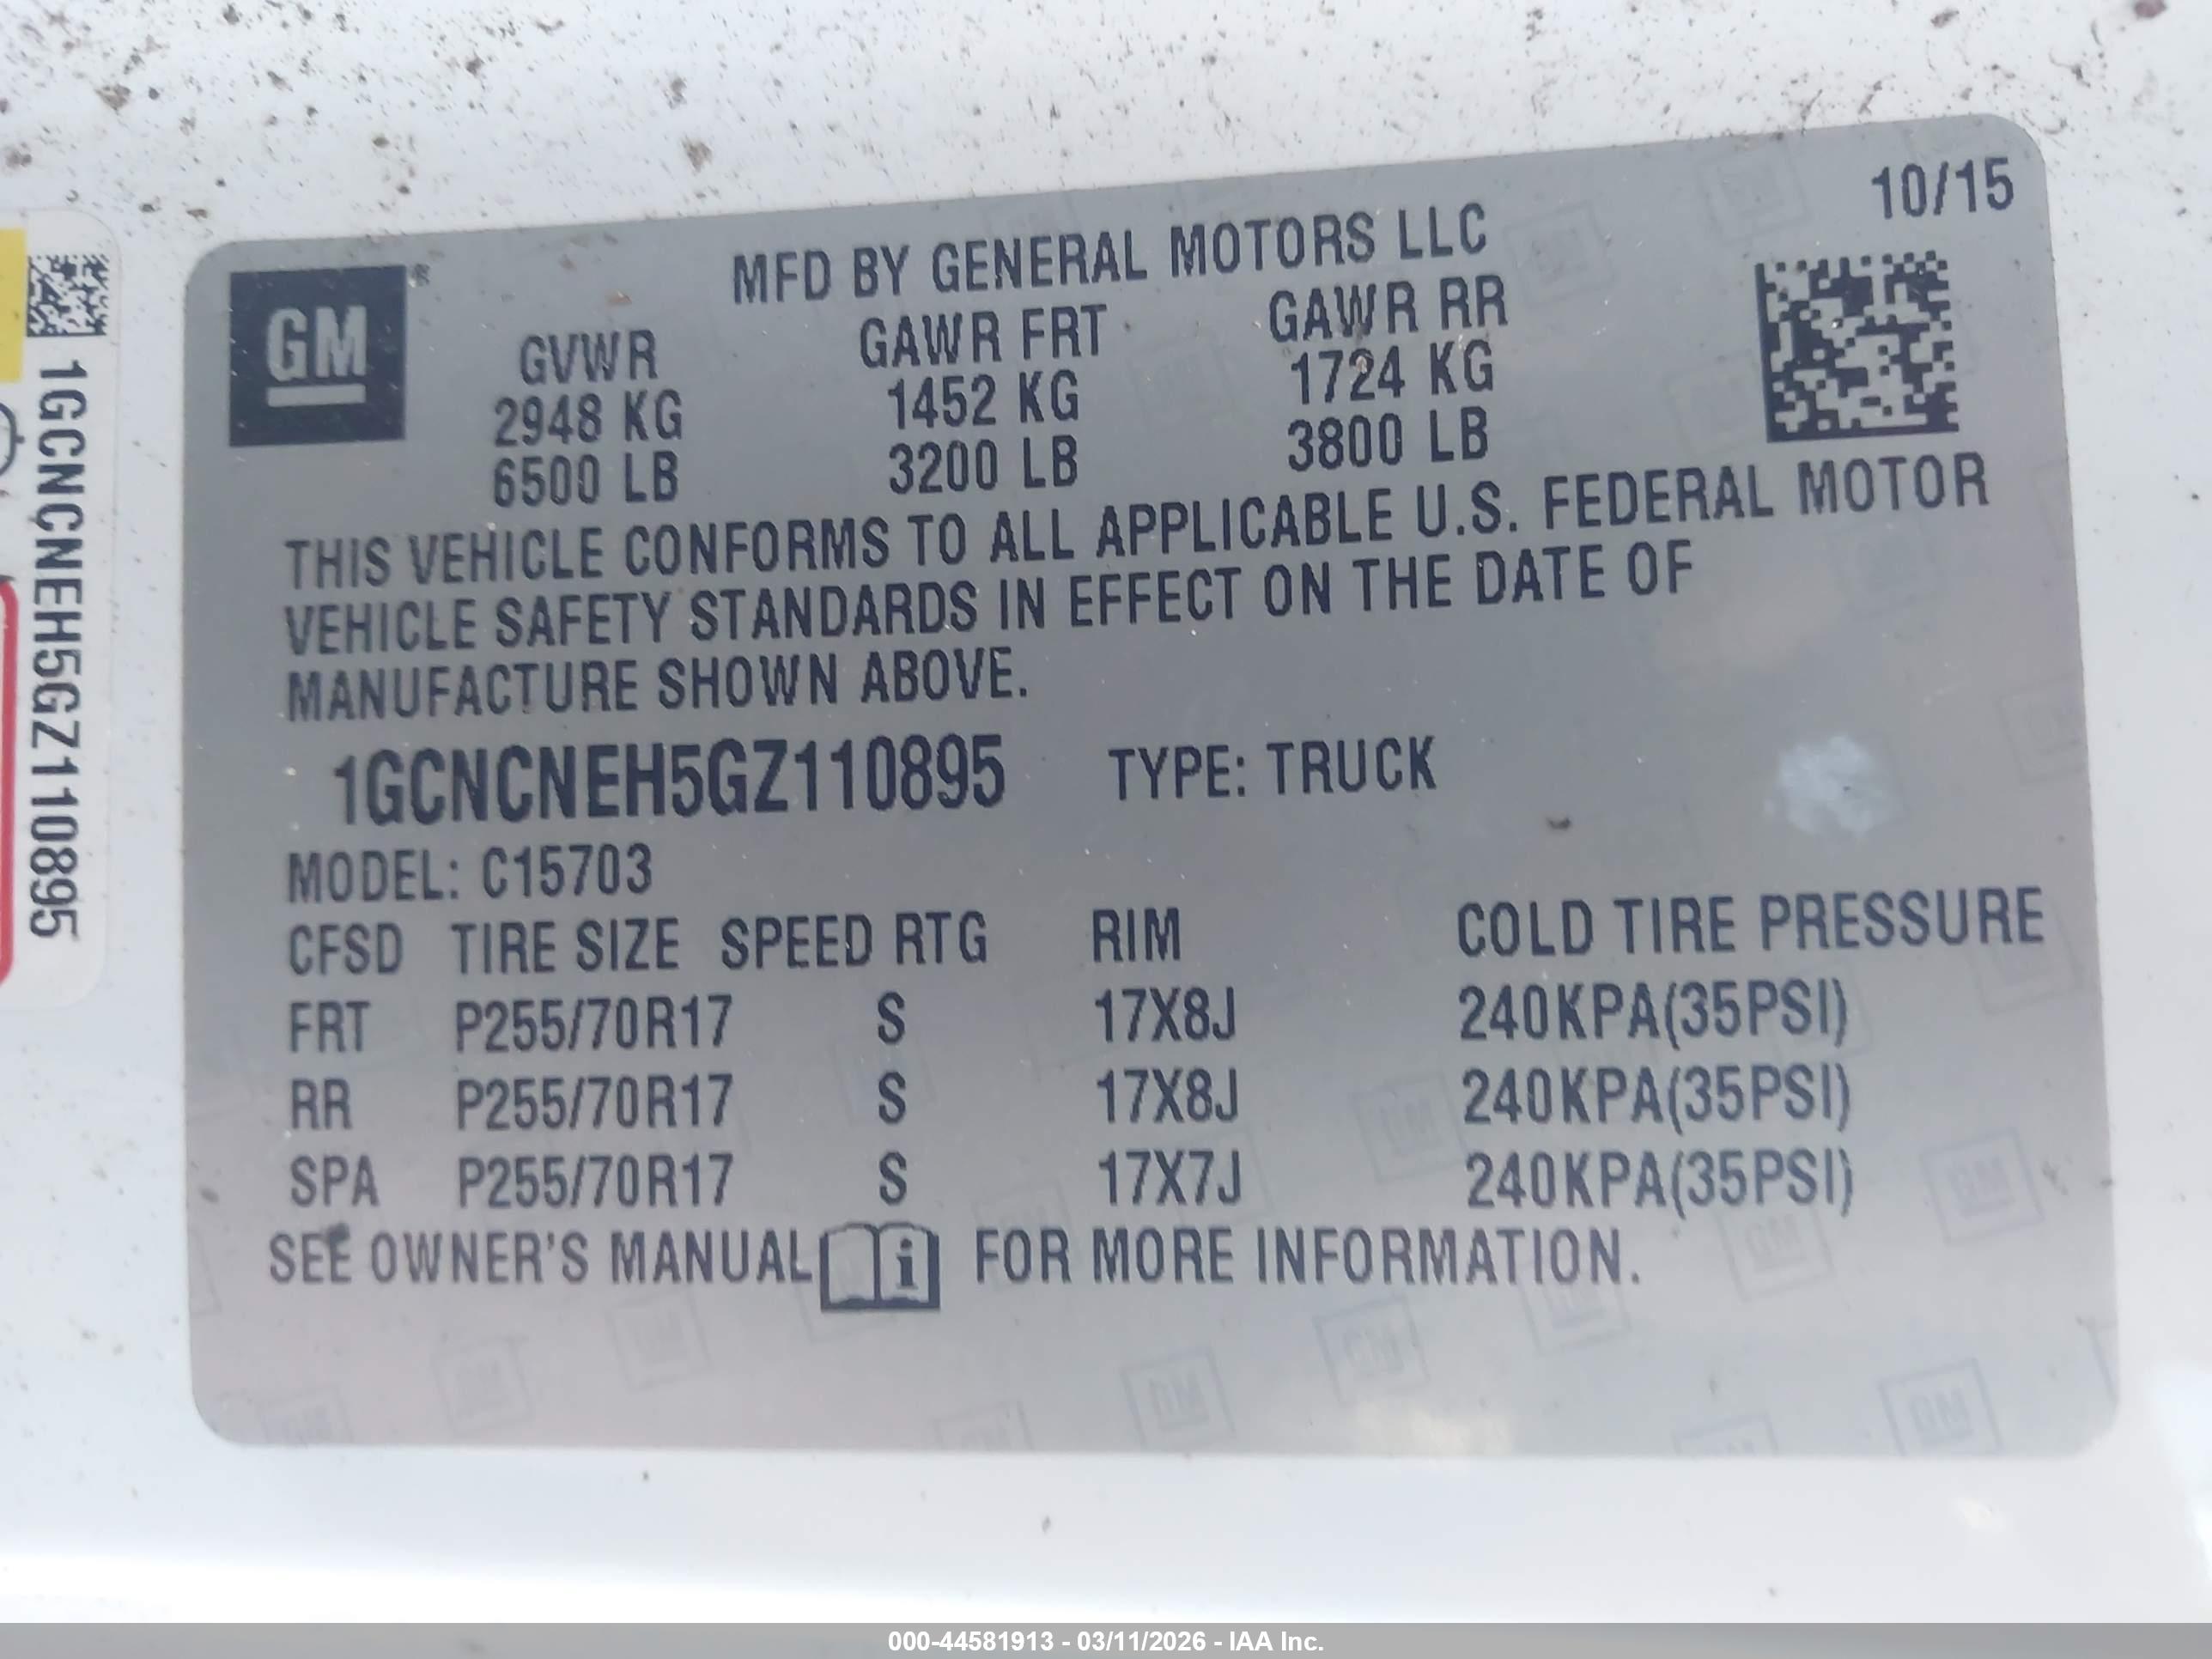 10/15
GM®
MFD BY GENERAL MOTORS LLC
GVWR GAWR FRT GAWR RR
2948 KG 1452 KG 1724 KG
6500 LB 3200 LB 3800 LB
THIS VEHICLE CONFORMS TO ALL APPLICABLE U.S. FEDERAL MOTOR
VEHICLE SAFETY STANDARDS IN EFFECT ON THE DATE OF
MANUFACTURE SHOWN ABOVE.
1GCNCNEH5GZ110895 TYPE: TRUCK
MODEL: C15703
CFSD TIRE SIZE SPEED RTG RIM COLD TIRE PRESSURE
FRT P255/70R17 S 17X8J 240KPA(35PSI)
RR P255/70R17 S 17X8J 240KPA(35PSI)
SPA P255/70R17 S 17X7J 240KPA(35PSI)
SEE OWNER'S MANUAL i FOR MORE INFORMATION.
1GCNCNEH5GZ110895
000-44581913 - 03/11/2026 - IAA Inc.